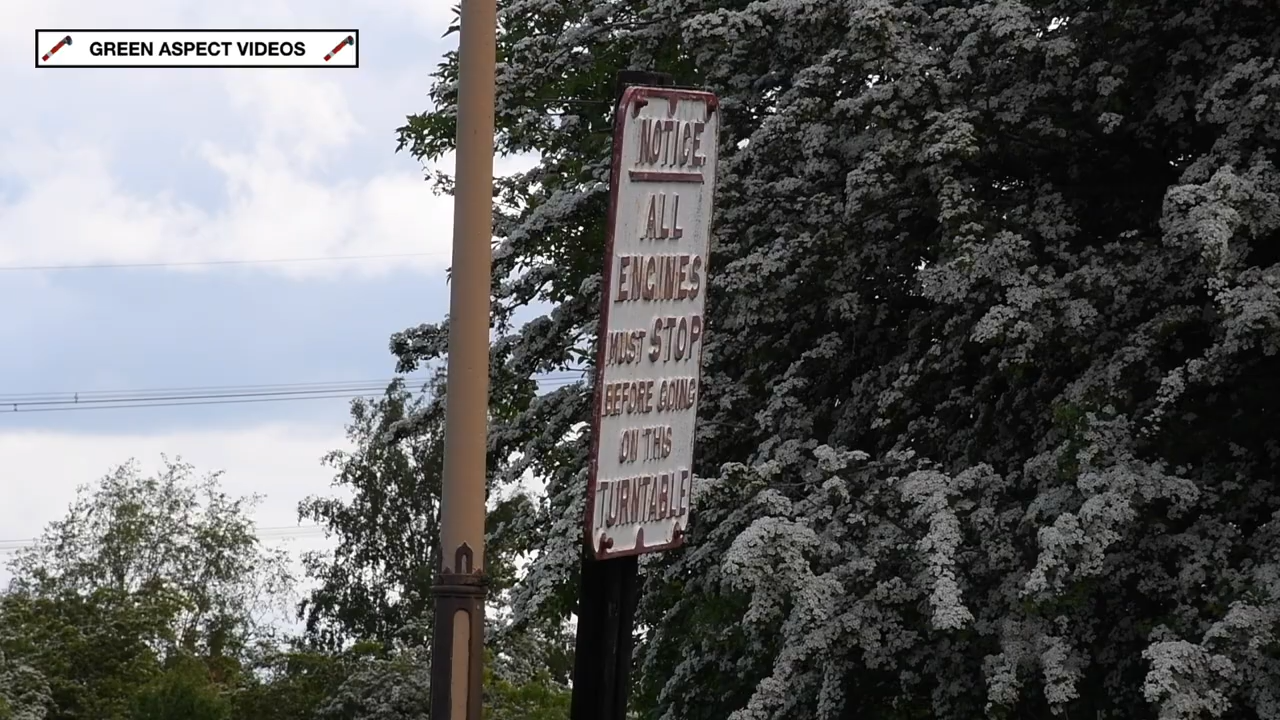 GREEN ASPECT VIDEOS
NOTICE
ALL
ENGINES
MUST STOP
BEFORE GOING
ON THIS
TURNTABLE